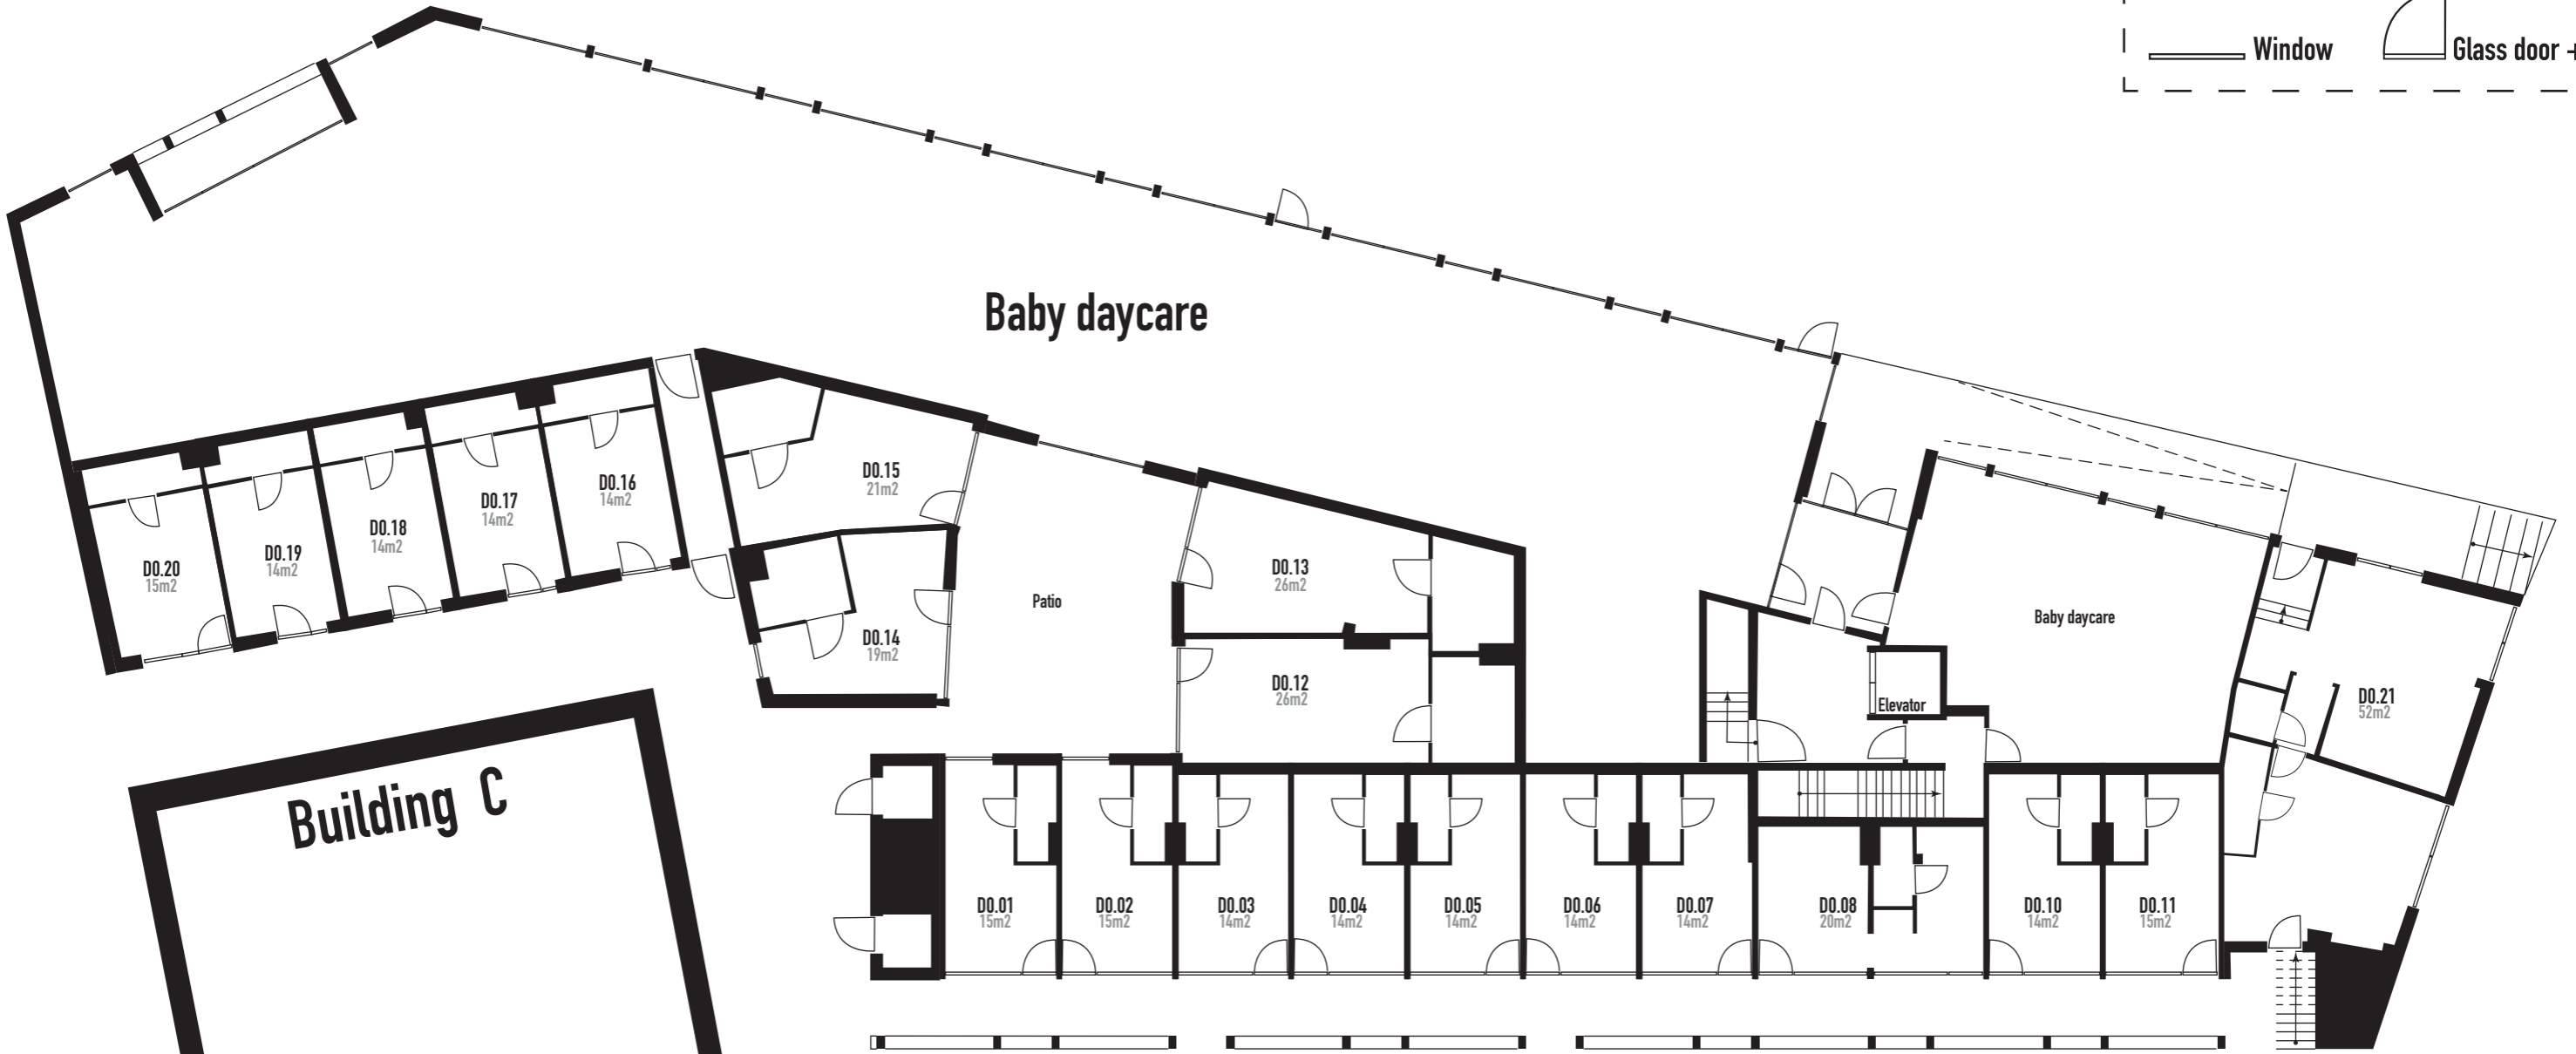 Window
Glass door +
Baby daycare
D0.15
21m2
D0.16
14m2
D0.17
14m2
D0.18
14m2
D0.19
14m2
D0.20
15m2
D0.13
26m2
Patio
Baby daycare
D0.14
19m2
D0.12
26m2
Elevator
D0.21
52m2
Building C
D0.01
15m2
D0.02
15m2
D0.03
14m2
D0.04
14m2
D0.05
14m2
D0.06
14m2
D0.07
14m2
D0.08
20m2
D0.10
14m2
D0.11
15m2